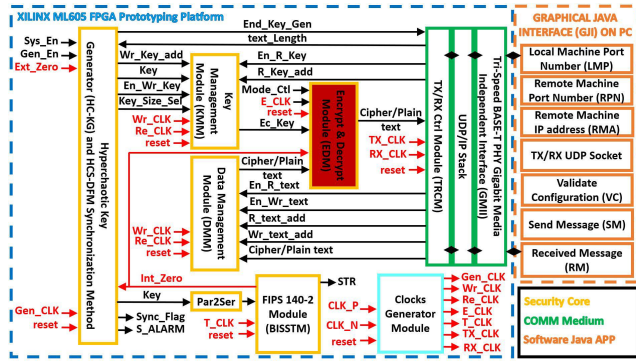 XILINX ML605 FPGA Prototyping Platform
GRAPHICAL JAVA
INTERFACE (GJI) ON PC
Sys_En
Gen_En
Ext_Zero
Gen_CLK
reset
Hyperchaotic Key
Generator (HC-KG) and HCS-DFM Synchronization Method
End_Key_Gen
text_Length
Wr_Key_add
Key
En_Wr_Key
Key_Size_Sel
Wr_CLK
Re_CLK
reset
Key
Management
Module (KMM)
En_R_Key
R_Key_add
Mode_Ctl
E_CLK
reset
Ec_Key
Encrypt & Decrypt
Module (EDM)
Cipher/Plain
text
TX_CLK
RX_CLK
reset
TX/RX Ctrl Module (TRCM)
UDP/IP Stack
Tri-Speed BASE-T PHY Gigabit Media
Independent Interface (GMII)
Data Management
Module (DMM)
Wr_CLK
Re_CLK
reset
Cipher/Plain
text
En_R_text
En_Wr_text
R_text_add
Wr_text_add
Cipher/Plain text
Int_Zero
Key
Par2Ser
Sync_Flag
S_ALARM
T_CLK
reset
FIPS 140-2
Module
(BISSTM)
STR
CLK_P
CLK_N
reset
Clocks
Generator
Module
Gen_CLK
Wr_CLK
Re_CLK
E_CLK
T_CLK
TX_CLK
RX_CLK
Local Machine Port
Number (LMP)
Remote Machine
Port Number (RPN)
Remote Machine
IP address (RMA)
TX/RX UDP Socket
Validate
Configuration (VC)
Send Message (SM)
Received Message
(RM)
Security Core
COMM Medium
Software Java APP